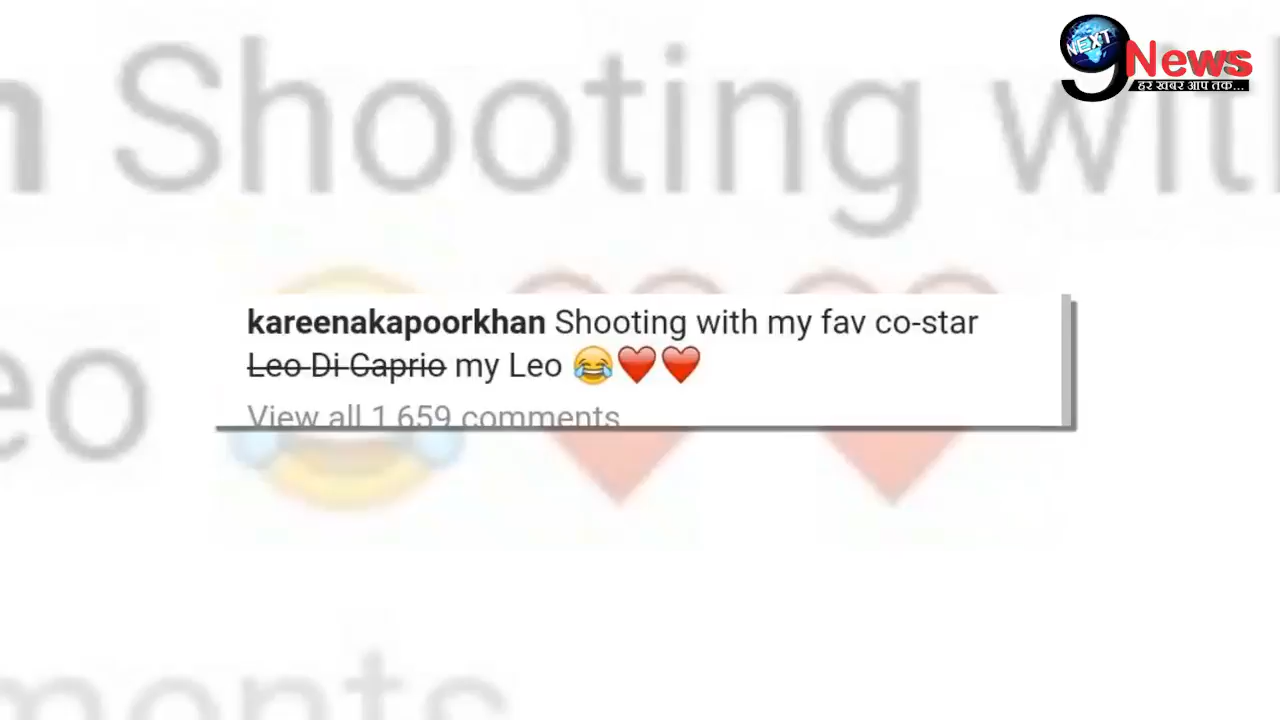 NEXT
9 News
हर खबर आप तक...
n Shooting with
kareenakapoorkhan Shooting with my fav co-star
Leo Di Caprio my Leo 😂❤️❤️
View all 1,659 comments
eo
ments